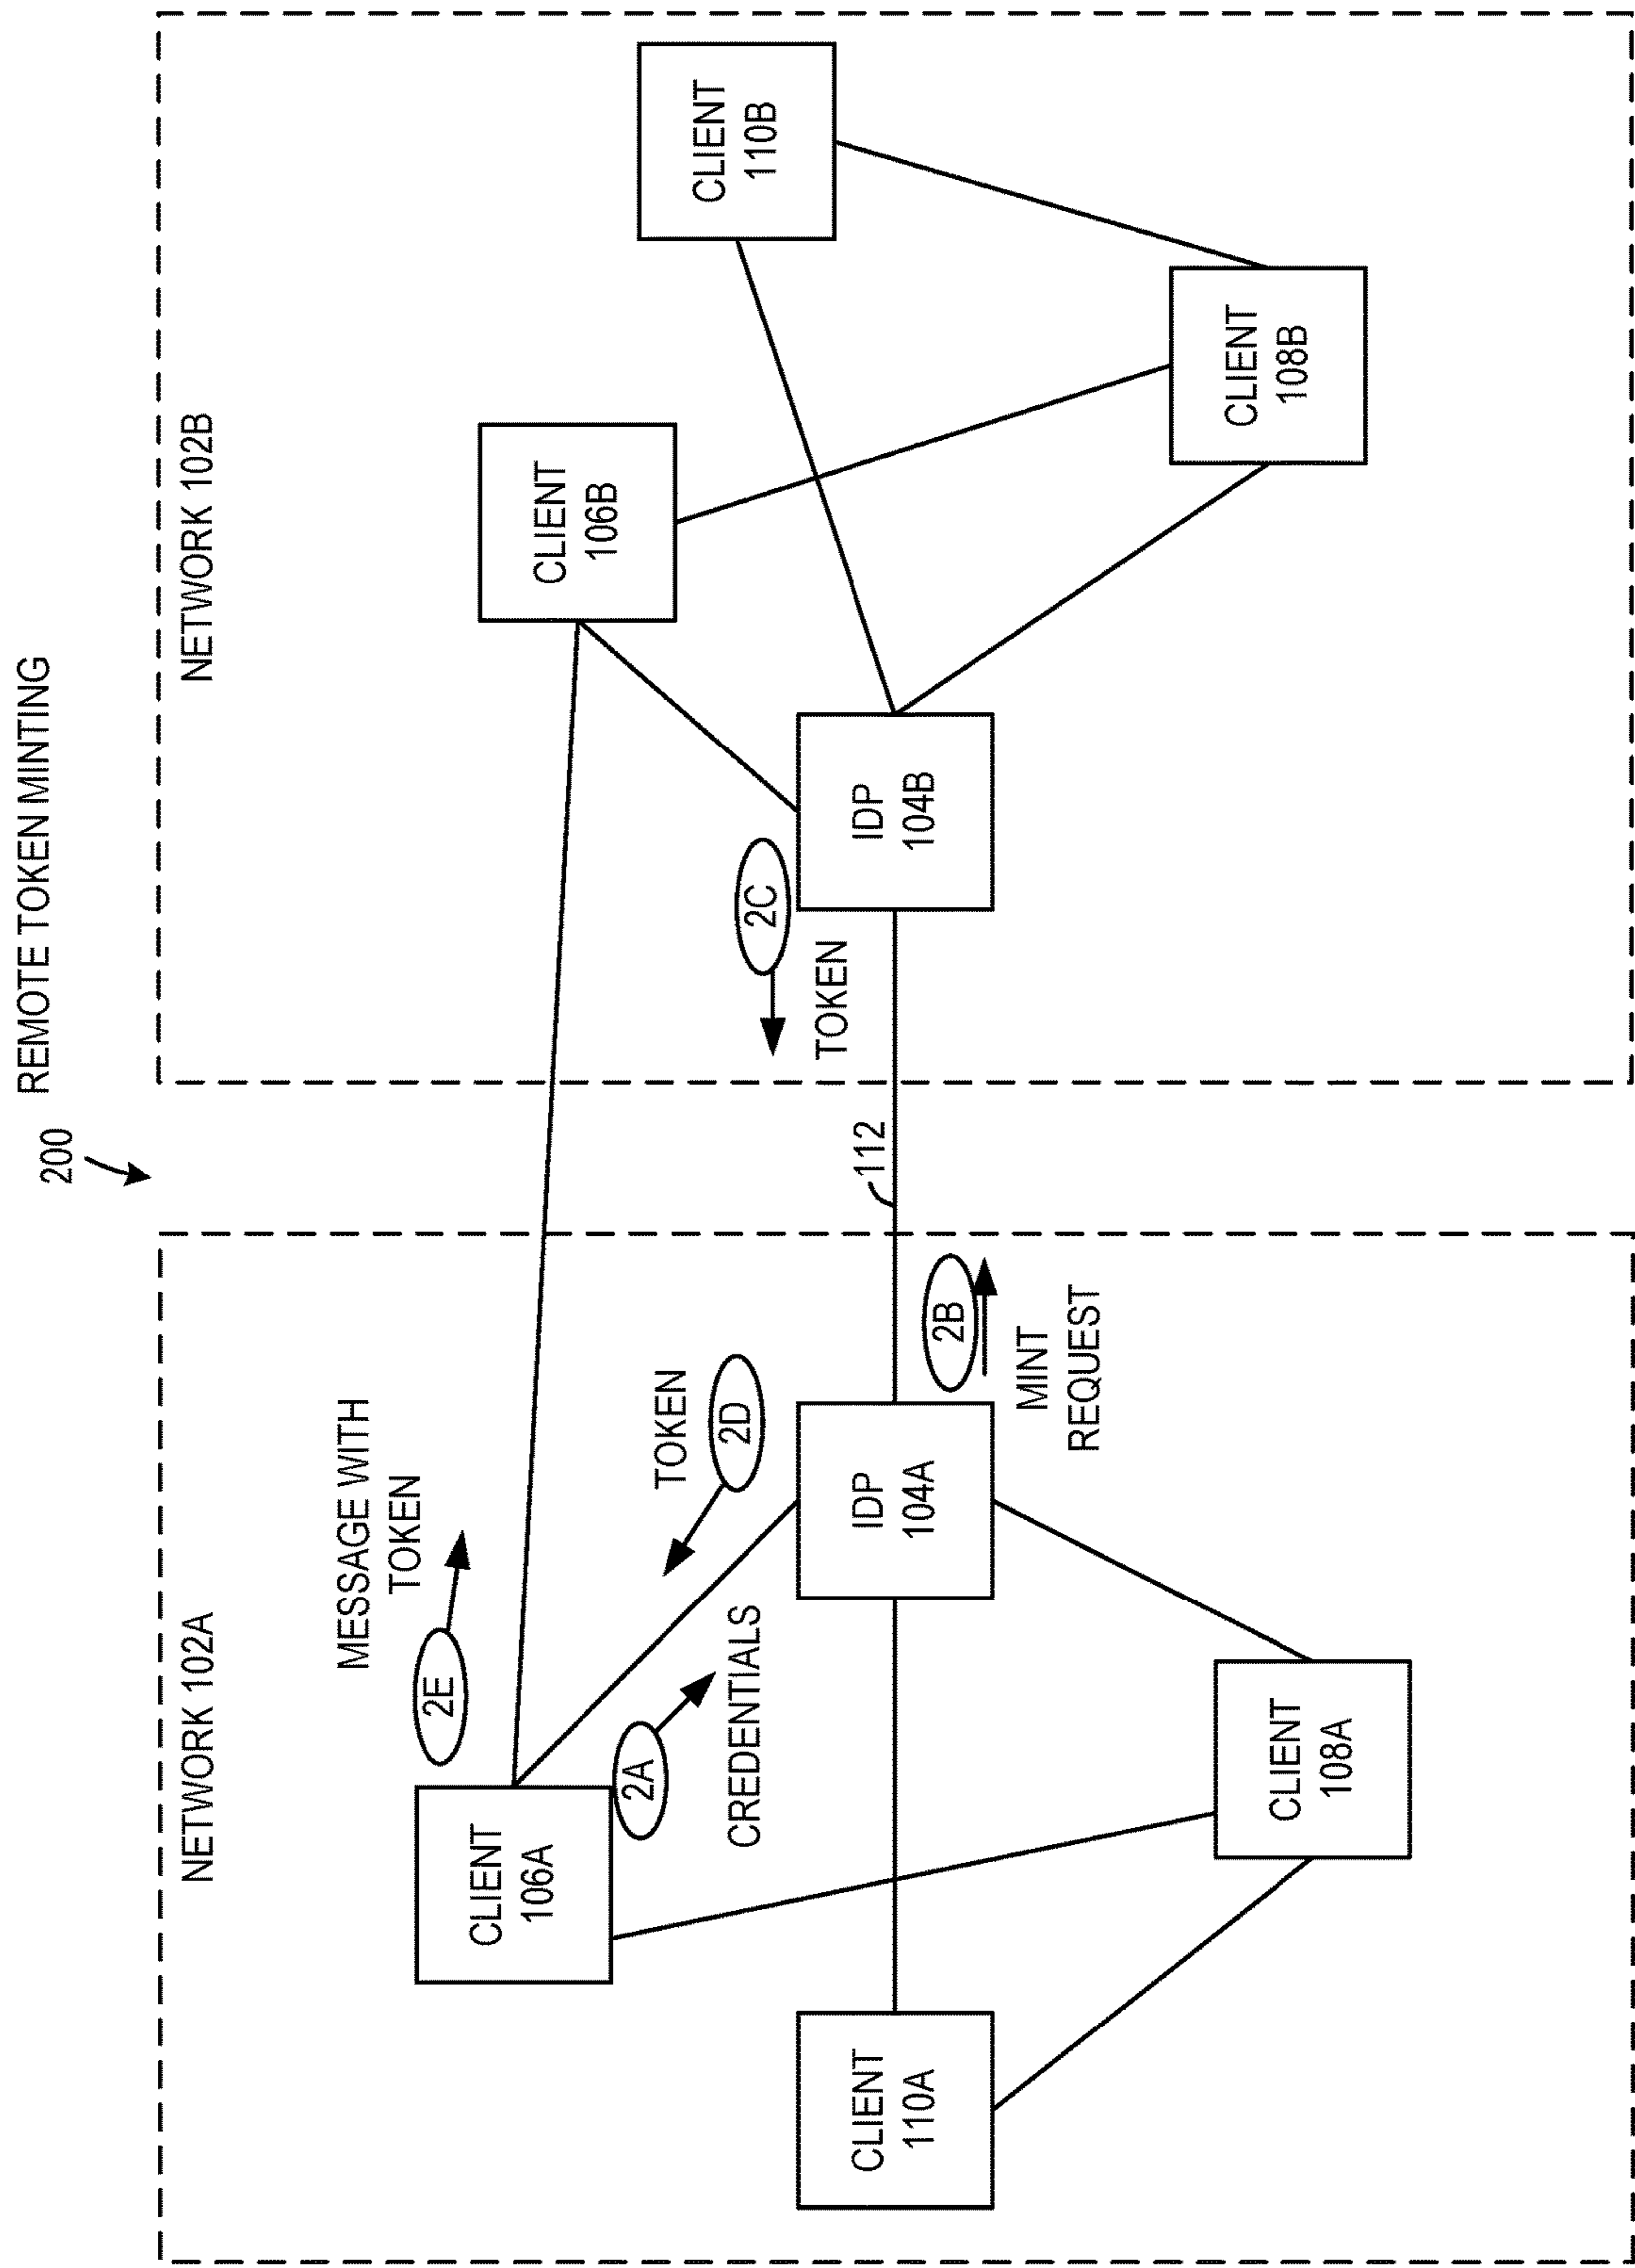 REMOTE TOKEN MINTING
200
NETWORK 102A
MESSAGE WITH
TOKEN
2E
CLIENT
106A
2A
CREDENTIALS
TOKEN
2D
IDP
104A
2B
MINT
REQUEST
CLIENT
110A
CLIENT
108A
112
NETWORK 102B
CLIENT
106B
2C
TOKEN
IDP
104B
CLIENT
110B
CLIENT
108B